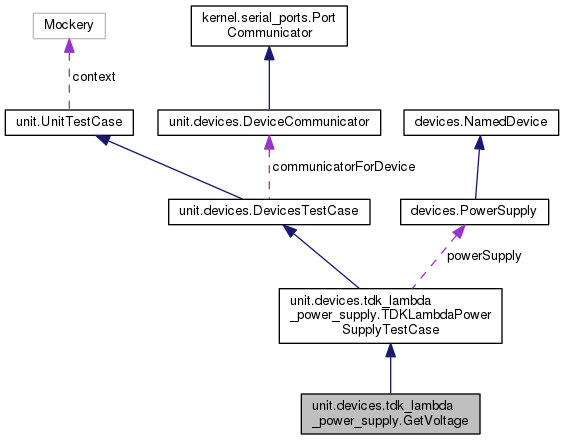 Mockery
kernel.serial_ports.Port
Communicator
context
unit.UnitTestCase
unit.devices.DeviceCommunicator
devices.NamedDevice
communicatorForDevice
unit.devices.DevicesTestCase
devices.PowerSupply
powerSupply
unit.devices.tdk_lambda
_power_supply.TDKLambdaPower
SupplyTestCase
unit.devices.tdk_lambda
_power_supply.GetVoltage